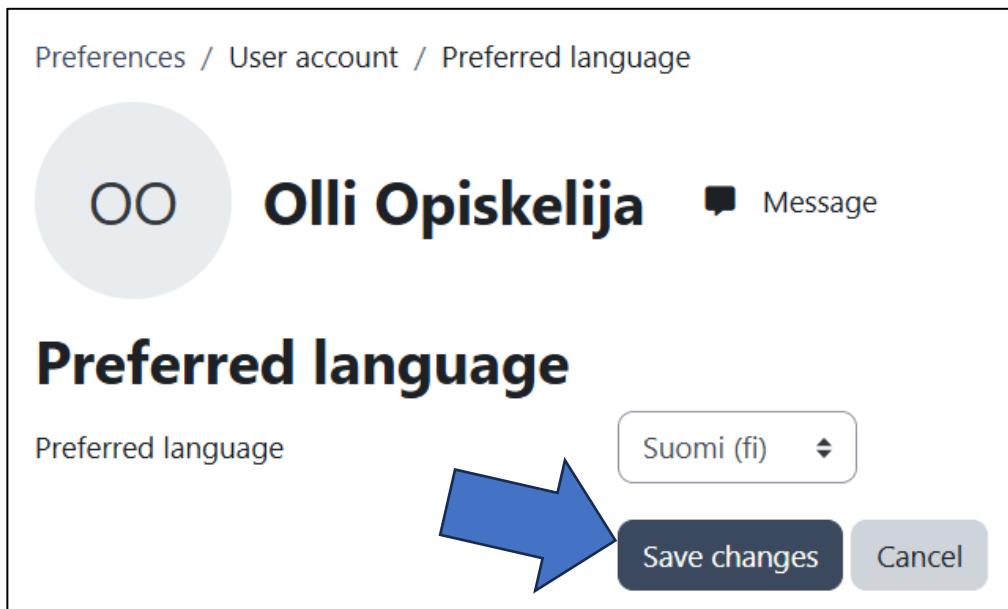 Preferences / User account / Preferred language
OO Olli Opiskelija Message
Preferred language
Preferred language Suomi (fi)
Save changes Cancel